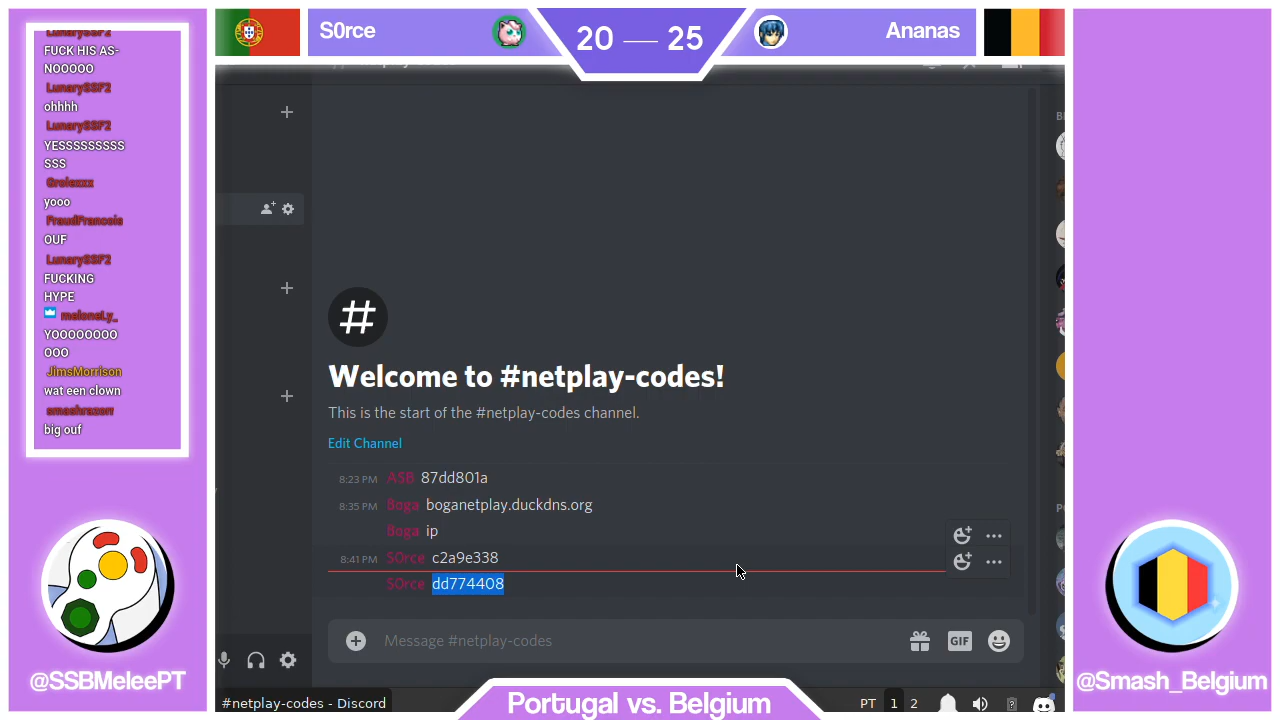 S0rce
20 — 25
Ananas
LunarySSF2
FUCK HIS AS-
NOOOOO
LunarySSF2
ohhhh
LunarySSF2
YESSSSSSSSS
SSS
Grolezzz
yooo
FraudFrancois
OUF
LunarySSF2
FUCKING
HYPE
meloneLy_
YOOOOOOOO
OOO
JimsMorrison
wat een clown
smashrazorr
big ouf
Welcome to #netplay-codes!
This is the start of the #netplay-codes channel.
Edit Channel
8:23 PM ASB 87dd801a
8:35 PM Boga boganetplay.duckdns.org
Boga ip
8:41 PM S0rce c2a9e338
S0rce dd774408
Message #netplay-codes
GIF
@SSBMeleePT
@Smash_Belgium
#netplay-codes - Discord
Portugal vs. Belgium
PT 1 2